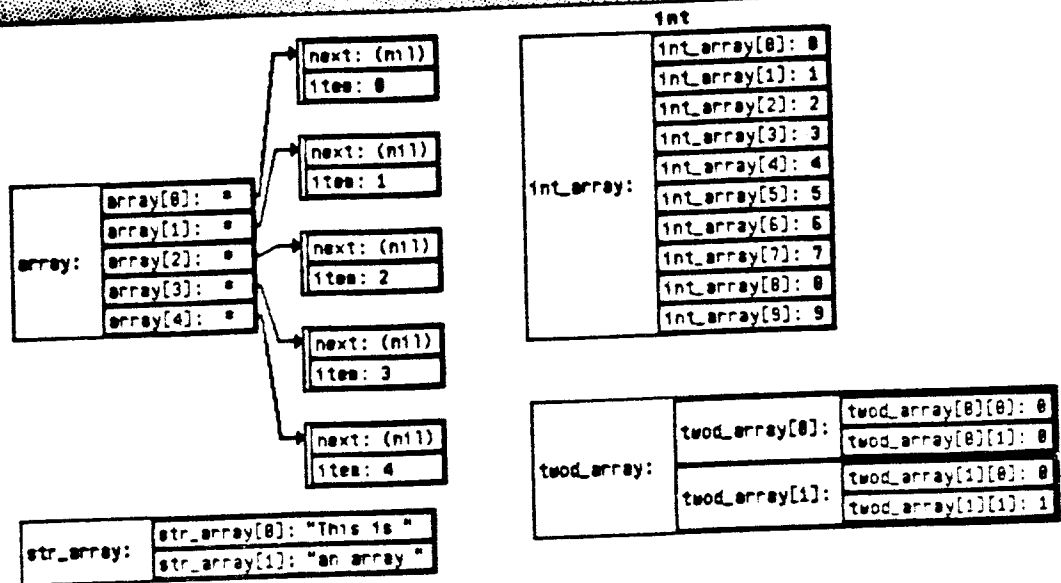 array:
array[0]: *
array[1]: *
array[2]: *
array[3]: *
array[4]: *
next: (nil)
item: 0
next: (nil)
item: 1
next: (nil)
item: 2
next: (nil)
item: 3
next: (nil)
item: 4
int
int_array:
int_array[0]: 0
int_array[1]: 1
int_array[2]: 2
int_array[3]: 3
int_array[4]: 4
int_array[5]: 5
int_array[6]: 6
int_array[7]: 7
int_array[8]: 8
int_array[9]: 9
str_array:
str_array[0]: "This is "
str_array[1]: "an array "
twod_array:
twod_array[0]:
twod_array[0][0]: 0
twod_array[0][1]: 0
twod_array[1]:
twod_array[1][0]: 0
twod_array[1][1]: 1